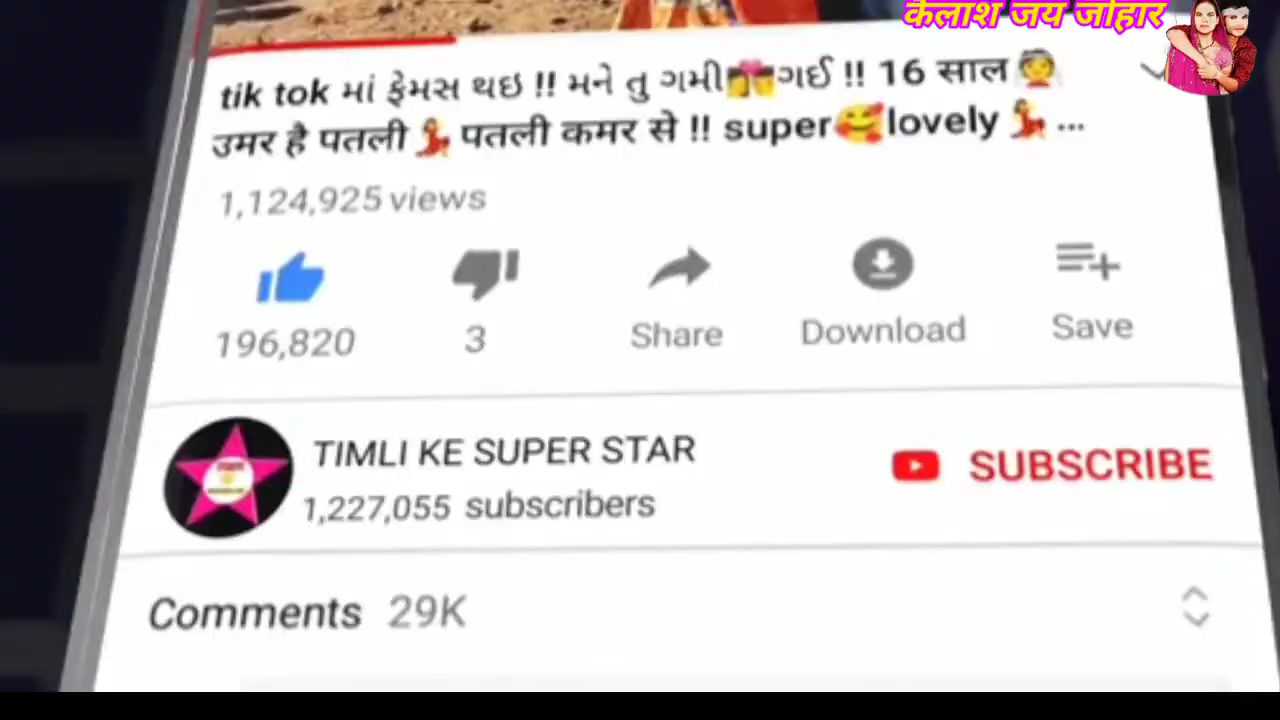 कैलाश जय जोहार
tik tok માં ફેમસ થઇ !! મને તુ ગમી ગઈ !! 16 साल
उमर है पतली पतली कमर से !! super lovely ...
1,124,925 views
196,820
3
Share
Download
Save
TIMLI KE SUPER STAR
1,227,055 subscribers
SUBSCRIBE
Comments 29K